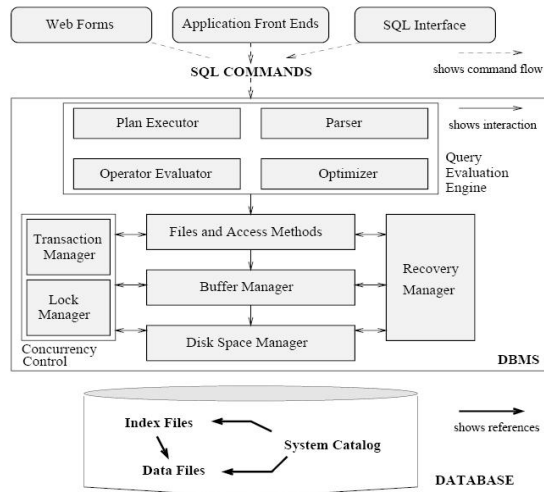 Web Forms
Application Front Ends
SQL Interface
SQL COMMANDS
shows command flow
Plan Executor
Parser
shows interaction
Operator Evaluator
Optimizer
Query
Evaluation
Engine
Transaction
Manager
Files and Access Methods
Recovery
Manager
Buffer Manager
Lock
Manager
Disk Space Manager
Concurrency
Control
DBMS
Index Files
System Catalog
Data Files
shows references
DATABASE